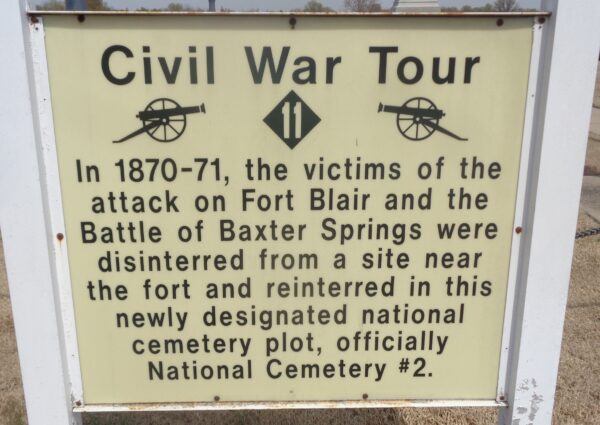 Civil War Tour
11
In 1870-71, the victims of the
attack on Fort Blair and the
Battle of Baxter Springs were
disinterred from a site near
the fort and reinterred in this
newly designated national
cemetery plot, officially
National Cemetery #2.